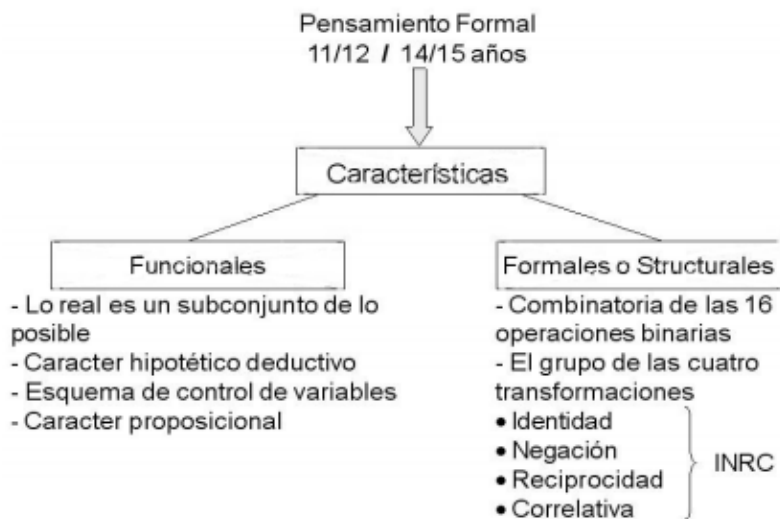 Pensamiento Formal
11/12 / 14/15 años
Características
Funcionales
- Lo real es un subconjunto de lo
posible
- Caracter hipotético deductivo
- Esquema de control de variables
- Caracter proposicional
Formales o Structurales
- Combinatoria de las 16
operaciones binarias
- El grupo de las cuatro
transformaciones
• Identidad
• Negación
• Reciprocidad
• Correlativa
INRC